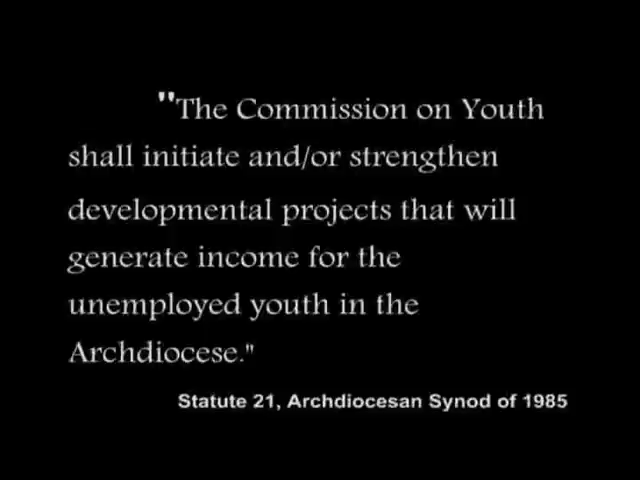 "The Commission on Youth
shall initiate and/or strengthen
developmental projects that will
generate income for the
unemployed youth in the
Archdiocese."
Statute 21, Archdiocesan Synod of 1985